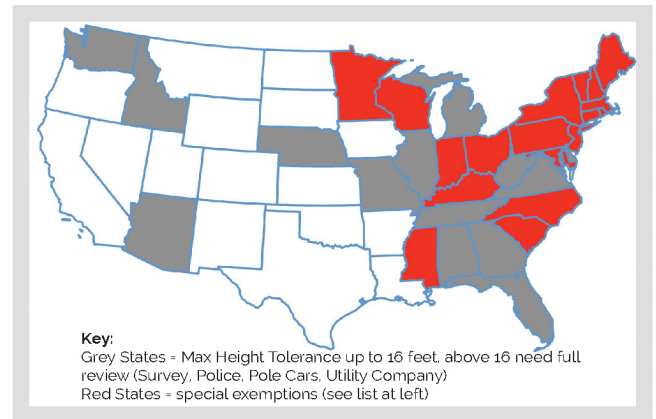 Key:
Grey States = Max Height Tolerance up to 16 feet, above 16 need full
review (Survey, Police, Pole Cars, Utility Company)
Red States = special exemptions (see list at left)